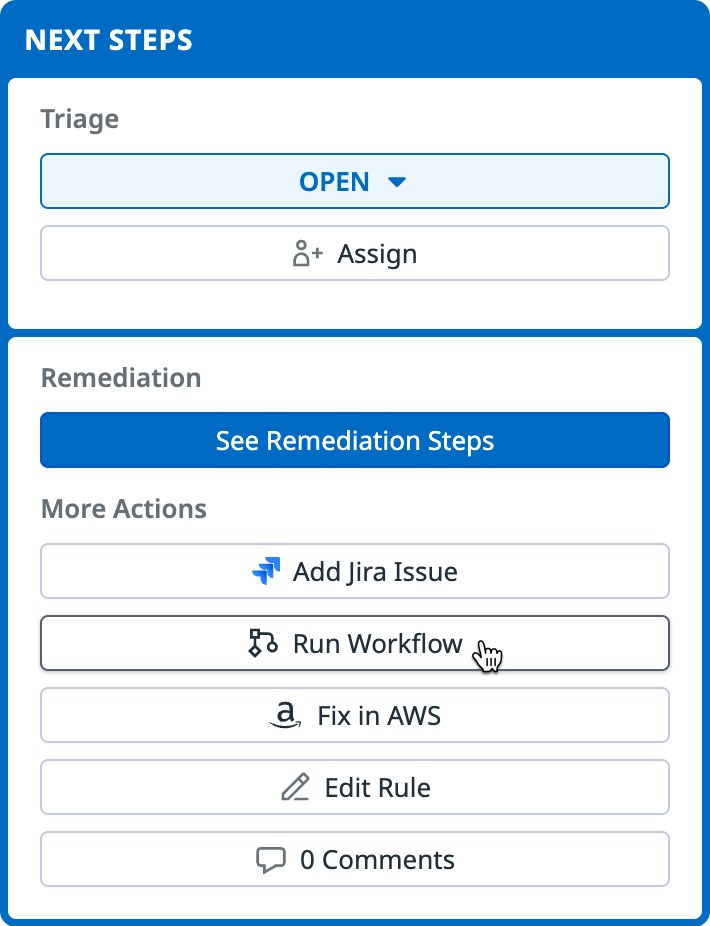 NEXT STEPS
Triage
OPEN
Assign
Remediation
See Remediation Steps
More Actions
Add Jira Issue
Run Workflow
Fix in AWS
Edit Rule
0 Comments